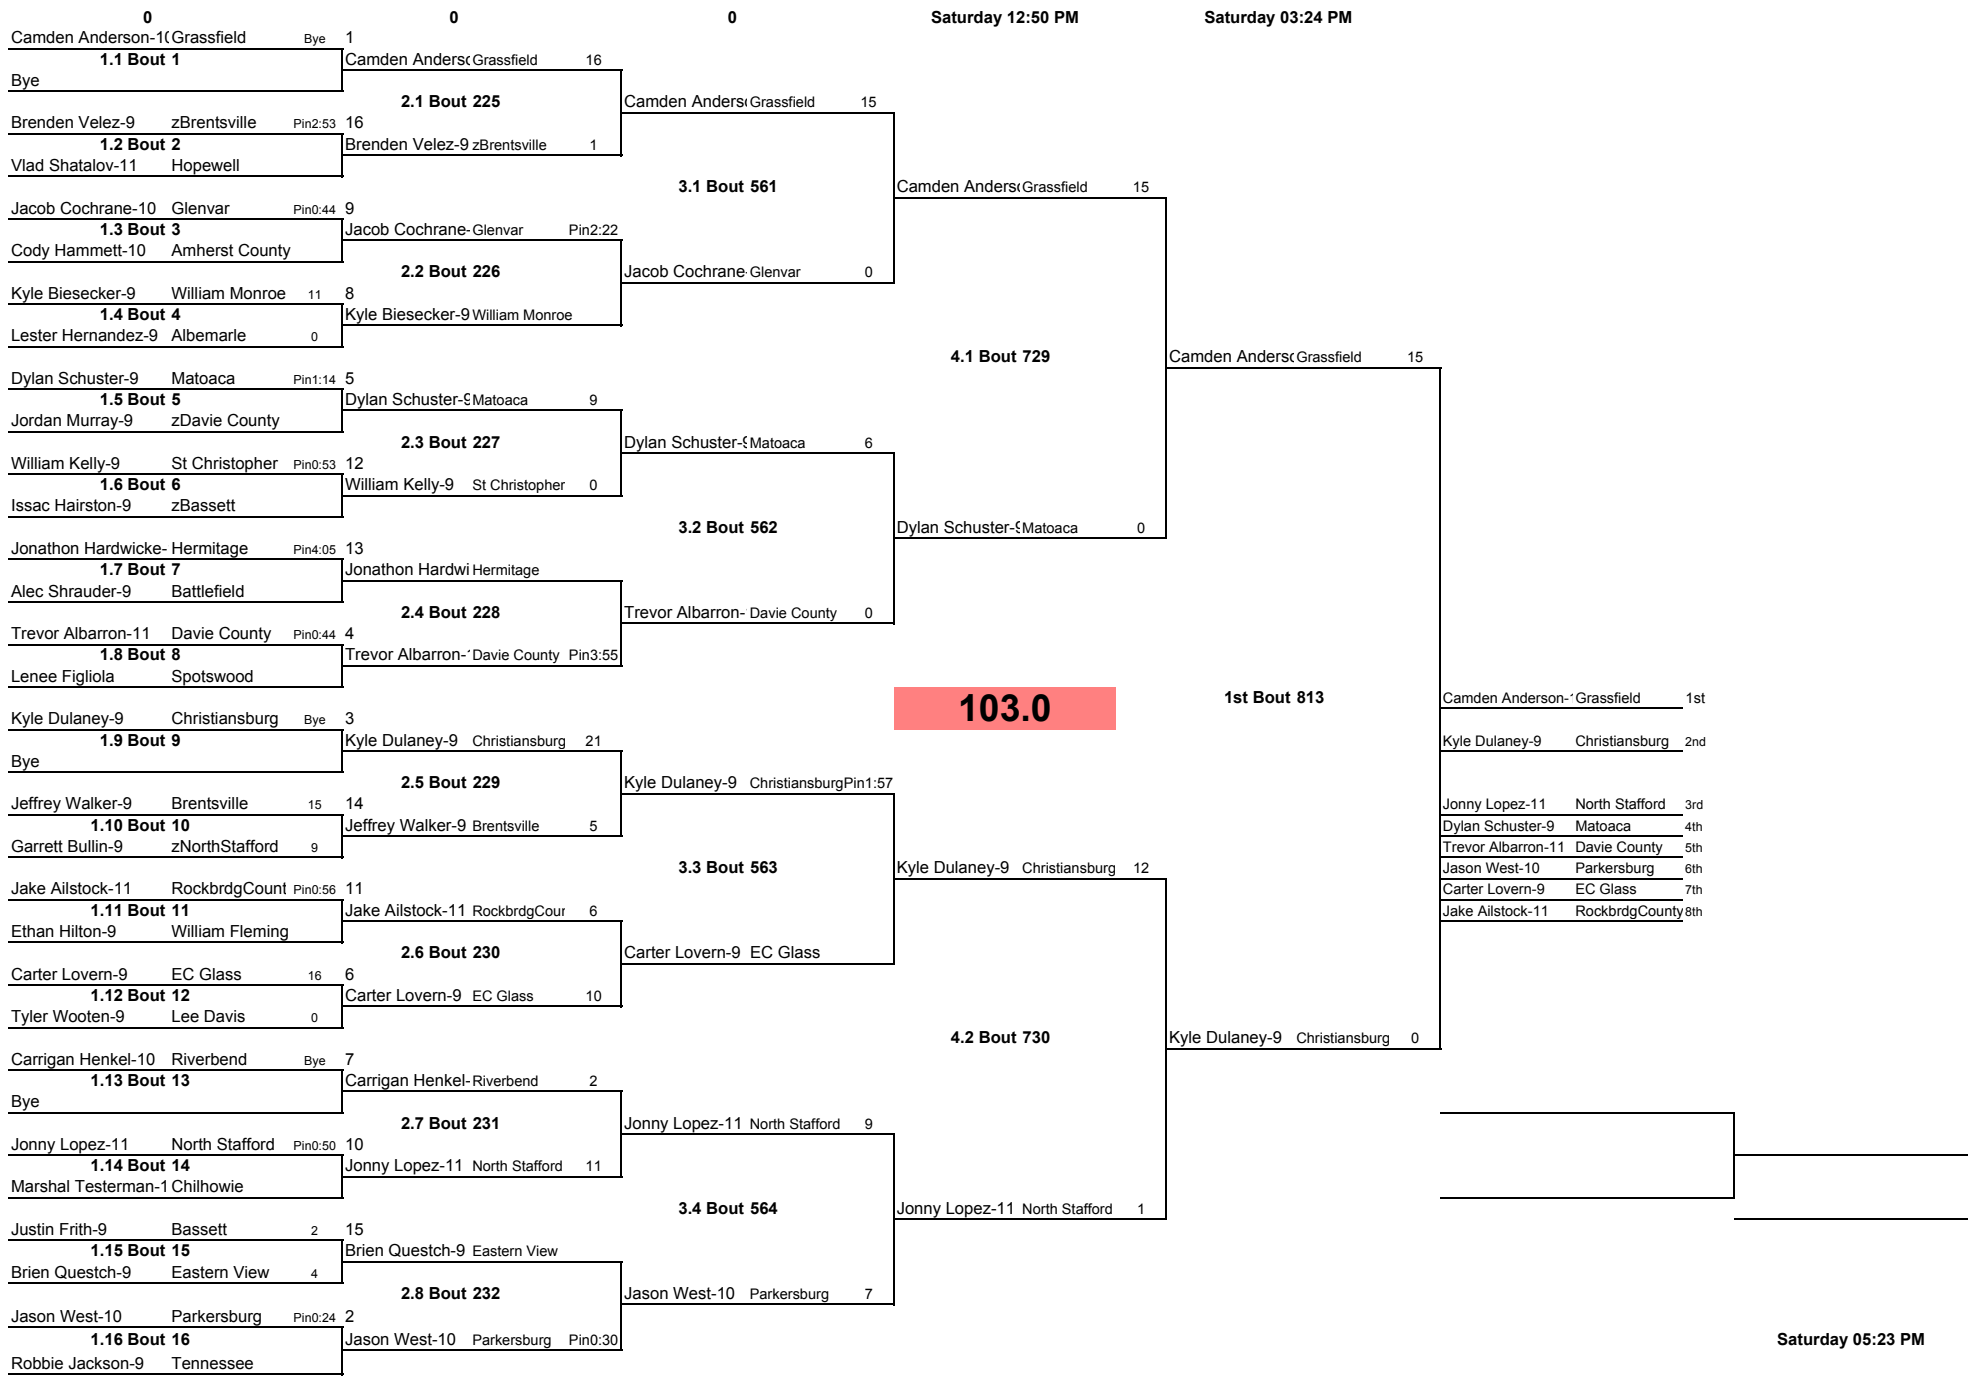 0 0 0 Saturday 12:50 PM Saturday 03:24 PM
Camden Anderson-1( Grassfield Bye 1
1.1 Bout 1 Camden Anders( Grassfield 16
Bye
2.1 Bout 225 Camden Anders( Grassfield 15
Brenden Velez-9 zBrentsville Pin2:53 16
1.2 Bout 2 Brenden Velez-9 zBrentsville 1
Vlad Shatalov-11 Hopewell
3.1 Bout 561 Camden Anders( Grassfield 15
Jacob Cochrane-10 Glenvar Pin0:44 9
1.3 Bout 3 Jacob Cochrane- Glenvar Pin2:22
Cody Hammett-10 Amherst County
2.2 Bout 226 Jacob Cochrane- Glenvar 0
Kyle Biesecker-9 William Monroe 11 8
1.4 Bout 4 Kyle Biesecker-9 William Monroe
Lester Hernandez-9 Albemarle 0
4.1 Bout 729 Camden Anders( Grassfield 15
Dylan Schuster-9 Matoaca Pin1:14 5
1.5 Bout 5 Dylan Schuster-9 Matoaca 9
Jordan Murray-9 zDavie County
2.3 Bout 227 Dylan Schuster-9 Matoaca 6
William Kelly-9 St Christopher Pin0:53 12
1.6 Bout 6 William Kelly-9 St Christopher 0
Issac Hairston-9 zBassett
3.2 Bout 562 Dylan Schuster-9 Matoaca 0
Jonathon Hardwicke- Hermitage Pin4:05 13
1.7 Bout 7 Jonathon Hardwi Hermitage
Alec Shrauder-9 Battlefield
2.4 Bout 228 Trevor Albarron- Davie County 0
Trevor Albarron-11 Davie County Pin0:44 4
1.8 Bout 8 Trevor Albarron-1 Davie County Pin3:55
Lenee Figliola Spotswood
103.0 1st Bout 813 Camden Anderson-1 Grassfield 1st
Kyle Dulaney-9 Christiansburg Bye 3
1.9 Bout 9 Kyle Dulaney-9 Christiansburg 21 Kyle Dulaney-9 Christiansburg 2nd
Bye
2.5 Bout 229 Kyle Dulaney-9 Christiansburg Pin1:57
Jeffrey Walker-9 Brentsville 15 14 Jonny Lopez-11 North Stafford 3rd
1.10 Bout 10 Jeffrey Walker-9 Brentsville 5 Dylan Schuster-9 Matoaca 4th
Garrett Bullin-9 zNorthStafford 9 Trevor Albarron-11 Davie County 5th
3.3 Bout 563 Kyle Dulaney-9 Christiansburg 12 Jason West-10 Parkersburg 6th
Jake Ailstock-11 RockbrdgCount Pin0:56 11 Carter Lovern-9 EC Glass 7th
1.11 Bout 11 Jake Ailstock-11 RockbrdgCour 6 Jake Ailstock-11 RockbrdgCounty 8th
Ethan Hilton-9 William Fleming
2.6 Bout 230 Carter Lovern-9 EC Glass
Carter Lovern-9 EC Glass 16 6
1.12 Bout 12 Carter Lovern-9 EC Glass 10
Tyler Wooten-9 Lee Davis 0
4.2 Bout 730 Kyle Dulaney-9 Christiansburg 0
Carrigan Henkel-10 Riverbend Bye 7
1.13 Bout 13 Carrigan Henkel- Riverbend 2
Bye
2.7 Bout 231 Jonny Lopez-11 North Stafford 9
Jonny Lopez-11 North Stafford Pin0:50 10
1.14 Bout 14 Jonny Lopez-11 North Stafford 11
Marshal Testerman-1 Chilhowie
3.4 Bout 564 Jonny Lopez-11 North Stafford 1
Justin Frith-9 Bassett 2 15
1.15 Bout 15 Brien Questch-9 Eastern View
Brien Questch-9 Eastern View 4
2.8 Bout 232 Jason West-10 Parkersburg 7
Jason West-10 Parkersburg Pin0:24 2
1.16 Bout 16 Jason West-10 Parkersburg Pin0:30 Saturday 05:23 PM
Robbie Jackson-9 Tennessee